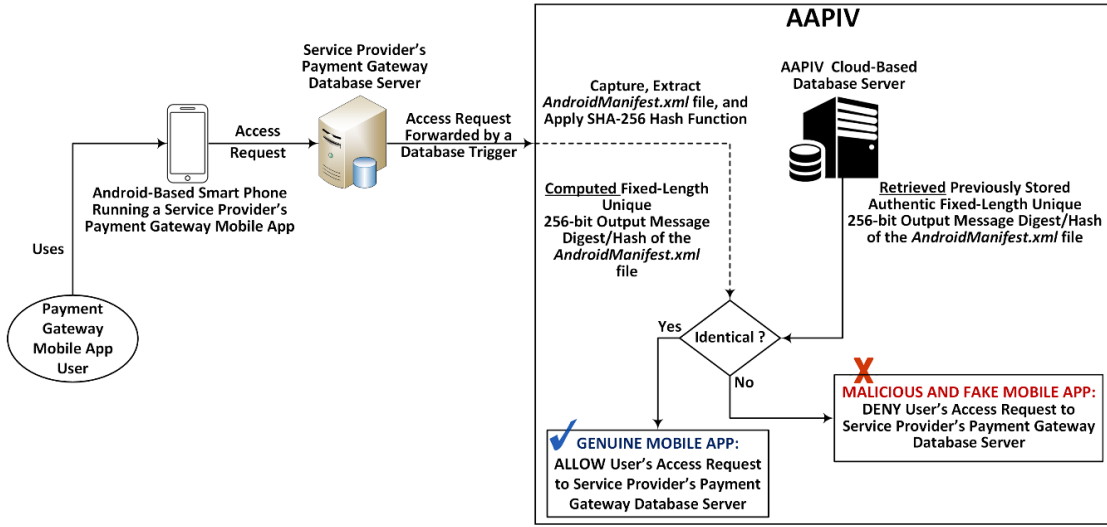 AAPIV
Service Provider's
Payment Gateway
Database Server
AAPIV Cloud-Based
Database Server
Capture, Extract
AndroidManifest.xml file, and
Apply SHA-256 Hash Function
Access
Request
Access Request
Forwarded by a
Database Trigger
Android-Based Smart Phone
Running a Service Provider's
Payment Gateway Mobile App
Computed Fixed-Length
Unique
256-bit Output Message
Digest/Hash of the
AndroidManifest.xml
file
Retrieved Previously Stored
Authentic Fixed-Length Unique
256-bit Output Message Digest/Hash
of the AndroidManifest.xml file
Uses
Payment
Gateway
Mobile App
User
Yes
Identical ?
No
X
MALICIOUS AND FAKE MOBILE APP:
DENY User's Access Request to
Service Provider's Payment Gateway
Database Server
GENUINE MOBILE APP:
ALLOW User's Access Request
to Service Provider's Payment
Gateway Database Server